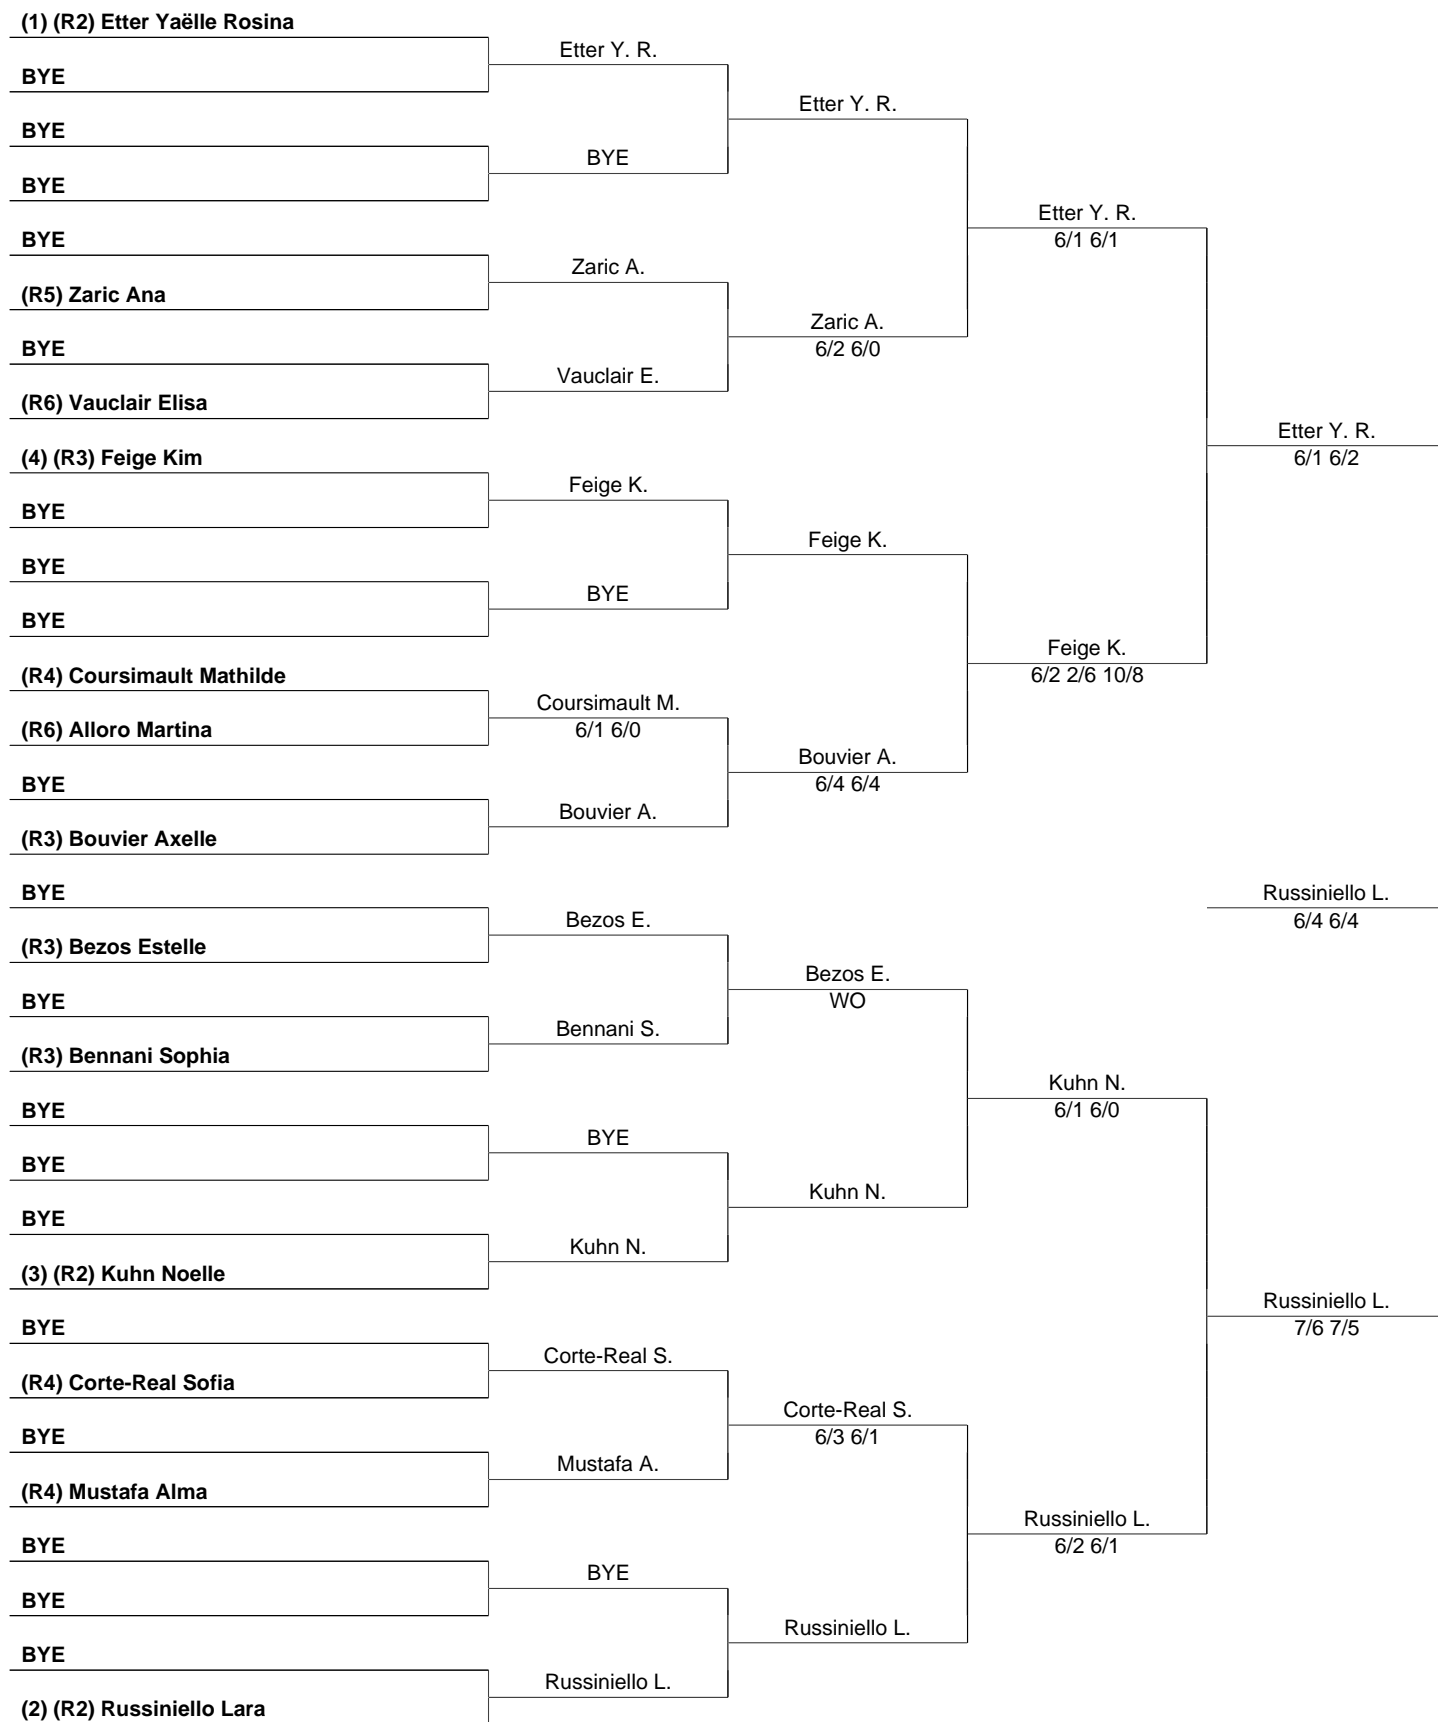 (1) (R2) Etter Yaëlle Rosina
Etter Y. R.
BYE
Etter Y. R.
BYE
BYE
BYE
Etter Y. R.
6/1 6/1
BYE
Zaric A.
(R5) Zaric Ana
Zaric A.
6/2 6/0
BYE
Vauclair E.
(R6) Vauclair Elisa
Etter Y. R.
6/1 6/2
(4) (R3) Feige Kim
Feige K.
BYE
Feige K.
BYE
BYE
BYE
Feige K.
6/2 2/6 10/8
(R4) Coursimault Mathilde
Coursimault M.
6/1 6/0
(R6) Alloro Martina
Bouvier A.
6/4 6/4
BYE
Bouvier A.
(R3) Bouvier Axelle
BYE
Russiniello L.
6/4 6/4
Bezos E.
(R3) Bezos Estelle
Bezos E.
WO
BYE
Bennani S.
(R3) Bennani Sophia
Kuhn N.
6/1 6/0
BYE
BYE
BYE
Kuhn N.
BYE
Kuhn N.
(3) (R2) Kuhn Noelle
Russiniello L.
7/6 7/5
BYE
Corte-Real S.
(R4) Corte-Real Sofia
Corte-Real S.
6/3 6/1
BYE
Mustafa A.
(R4) Mustafa Alma
Russiniello L.
6/2 6/1
BYE
BYE
BYE
Russiniello L.
BYE
Russiniello L.
(2) (R2) Russiniello Lara